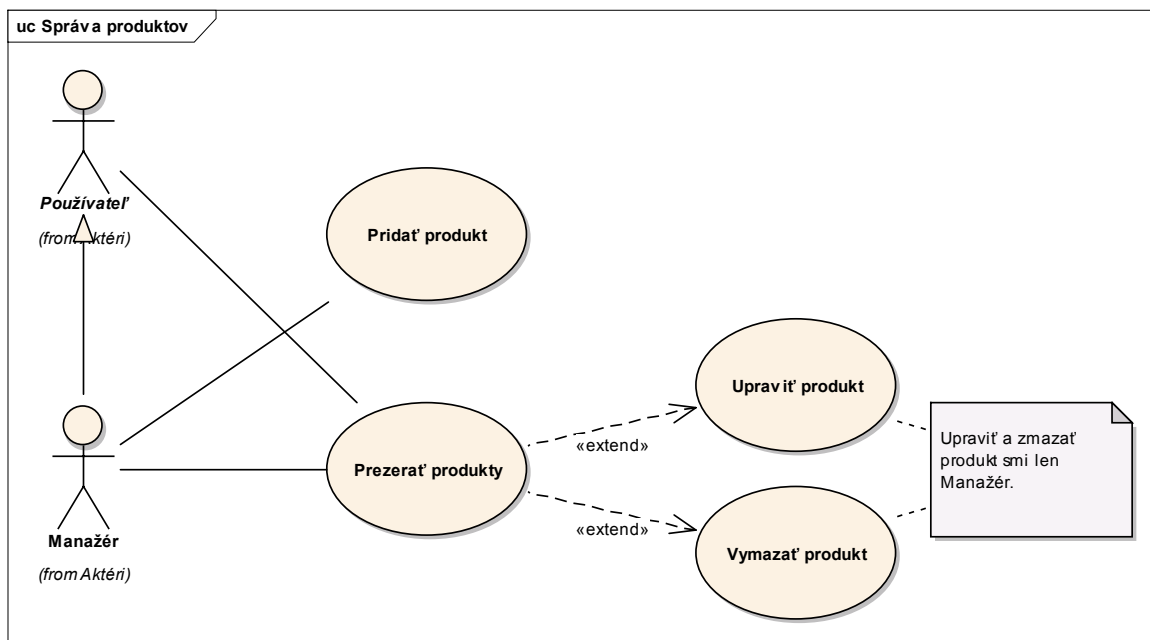 uc Správa produktov
Používateľ
(from Aktéri)
Pridať produkt
Upraviť produkt
Upraviť a zmazať
produkt smi len
Manažér.
«extend»
Prezerať produkty
«extend»
Vymazať produkt
Manažér
(from Aktéri)